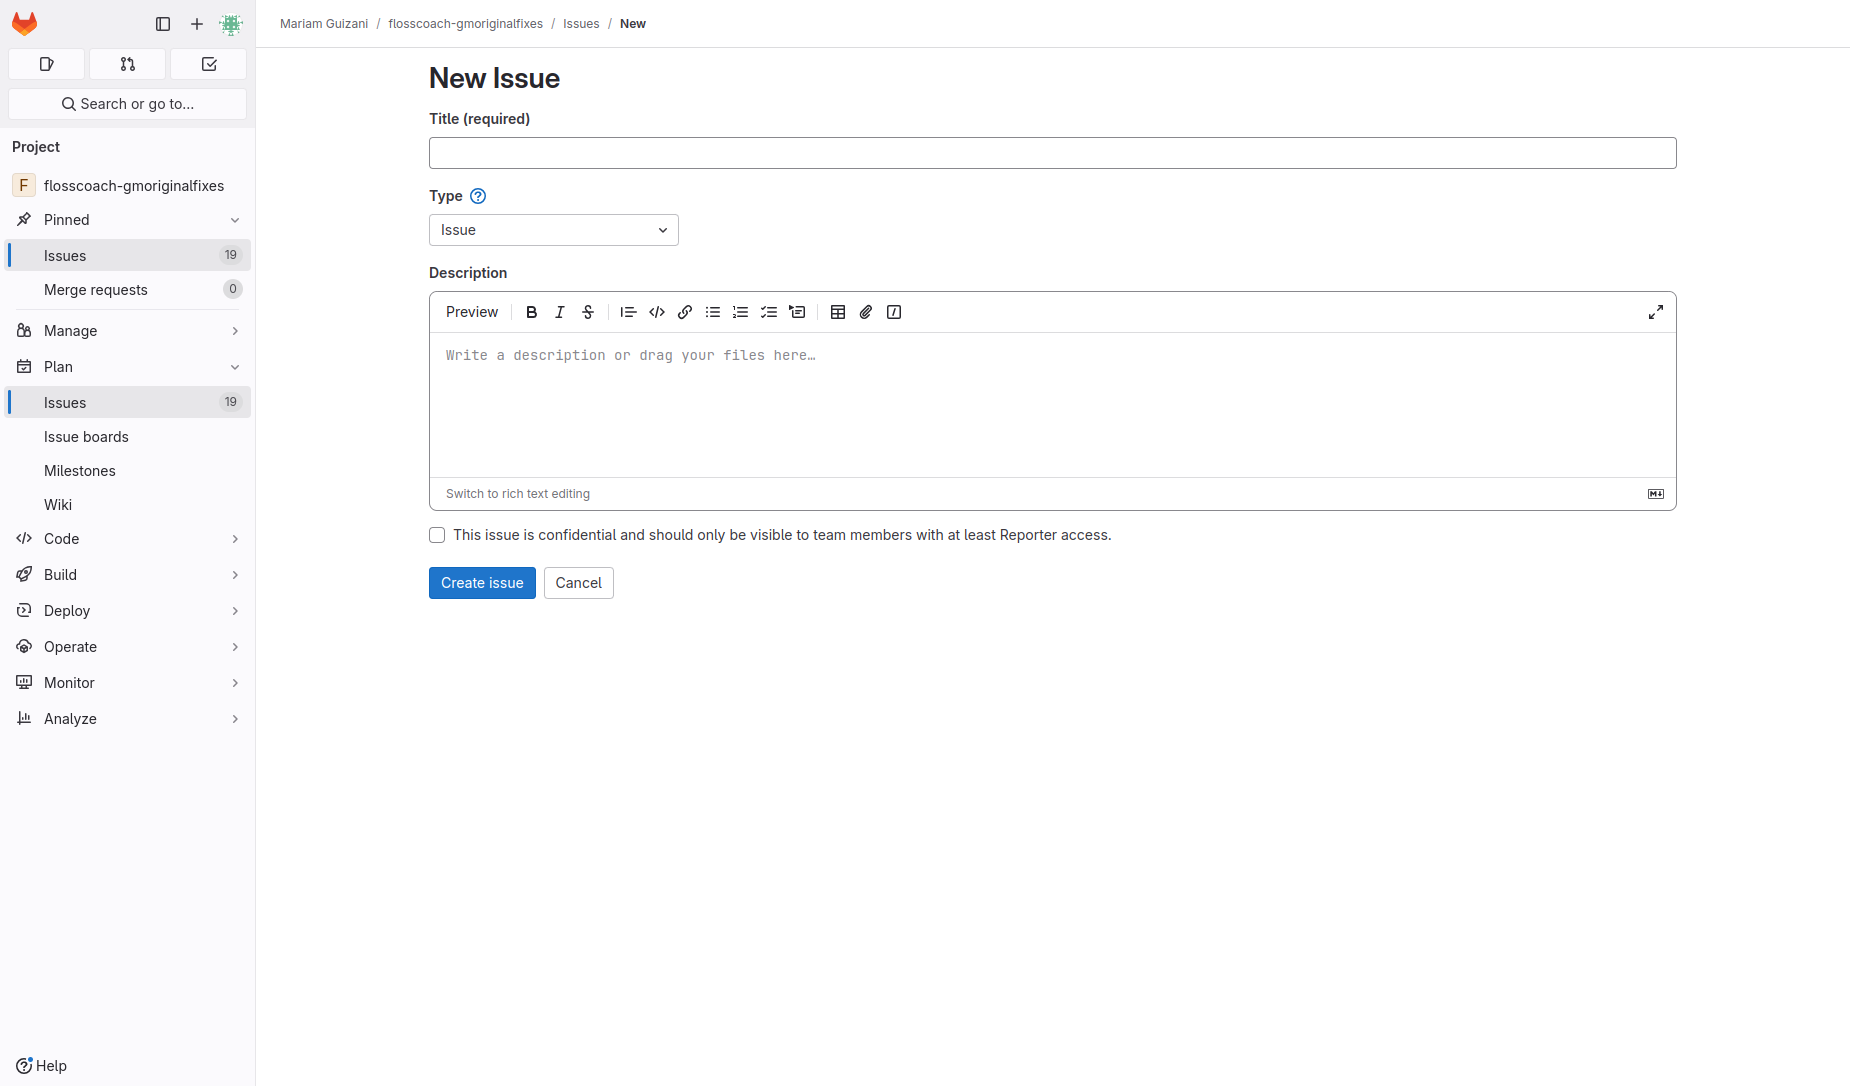 Mariam Guizani / flosscoach-gmoriginalfixes / Issues / New
Search or go to...
Project
F flosscoach-gmoriginalfixes
Pinned
Issues 19
Merge requests 0
Manage
Plan
Issues 19
Issue boards
Milestones
Wiki
Code
Build
Deploy
Operate
Monitor
Analyze
Help
New Issue
Title (required)
Type ?
Issue
Description
Preview B I S
Write a description or drag your files here…
Switch to rich text editing
This issue is confidential and should only be visible to team members with at least Reporter access.
Create issue Cancel